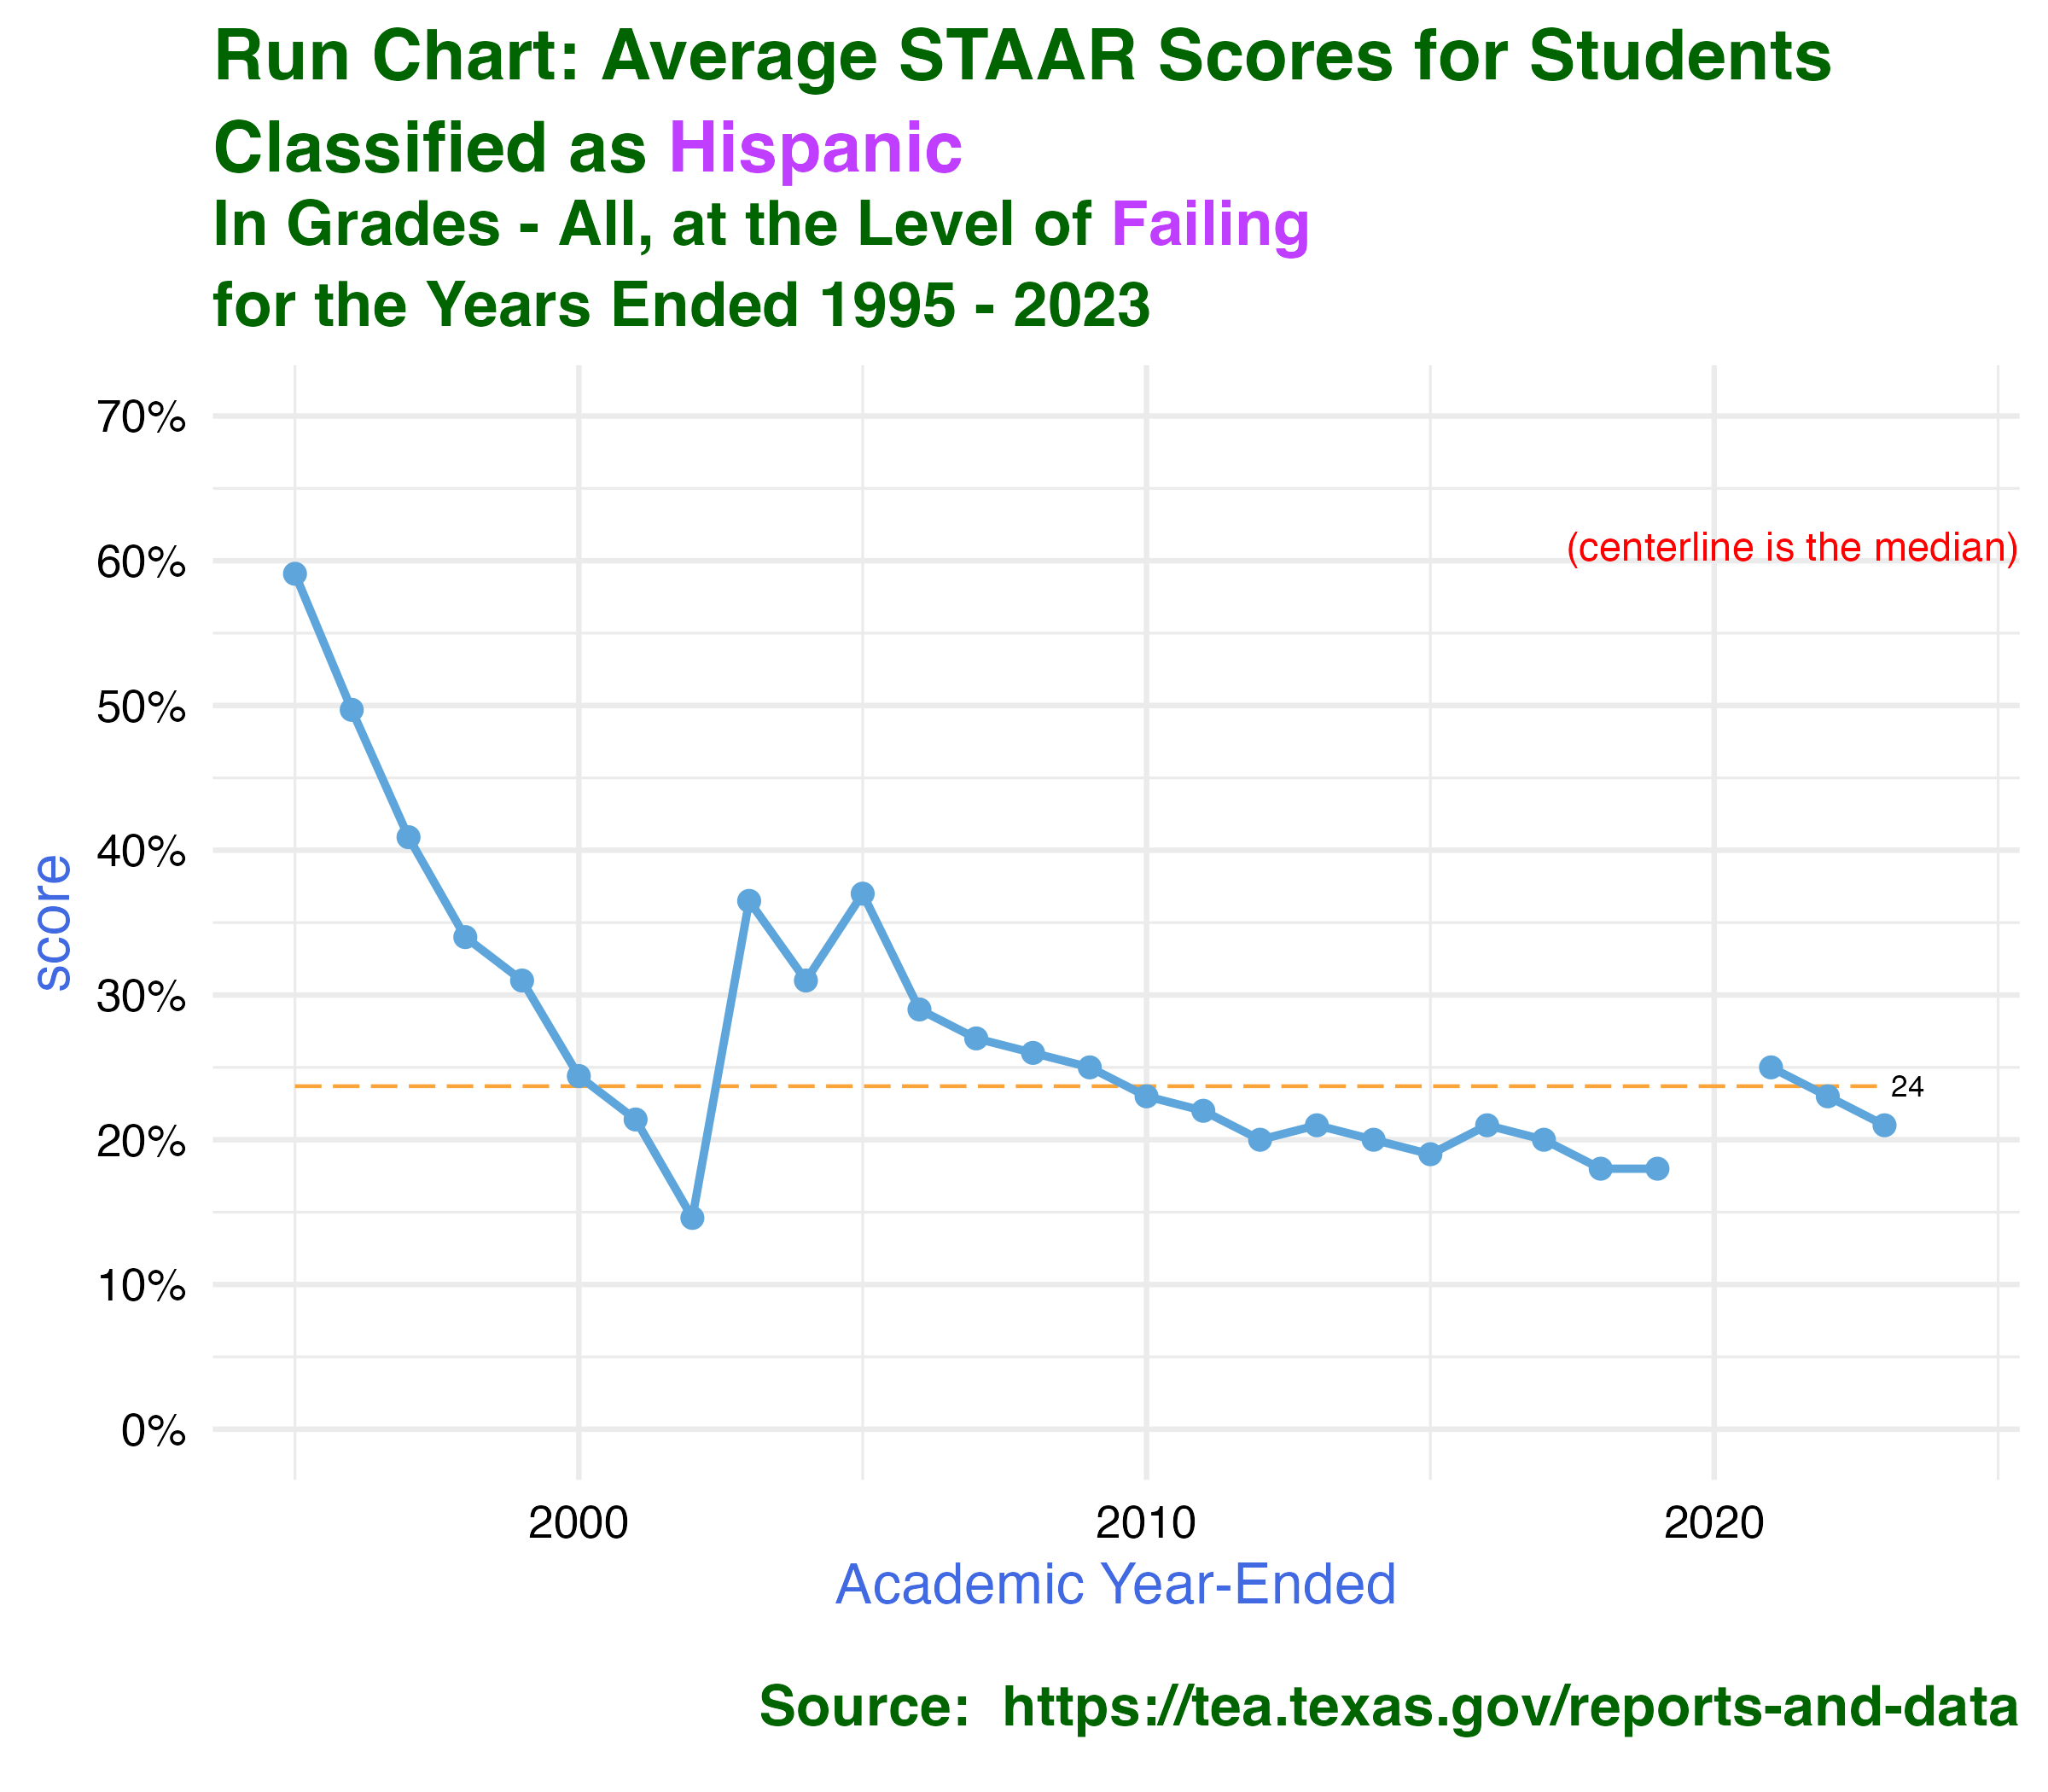 Run Chart: Average STAAR Scores for Students
Classified as Hispanic
In Grades - All, at the Level of Failing
for the Years Ended 1995 - 2023
70%
(centerline is the median)
60%
50%
40%
score
30%
24
20%
10%
0%
2000 2010 2020
Academic Year-Ended
Source: https://tea.texas.gov/reports-and-data